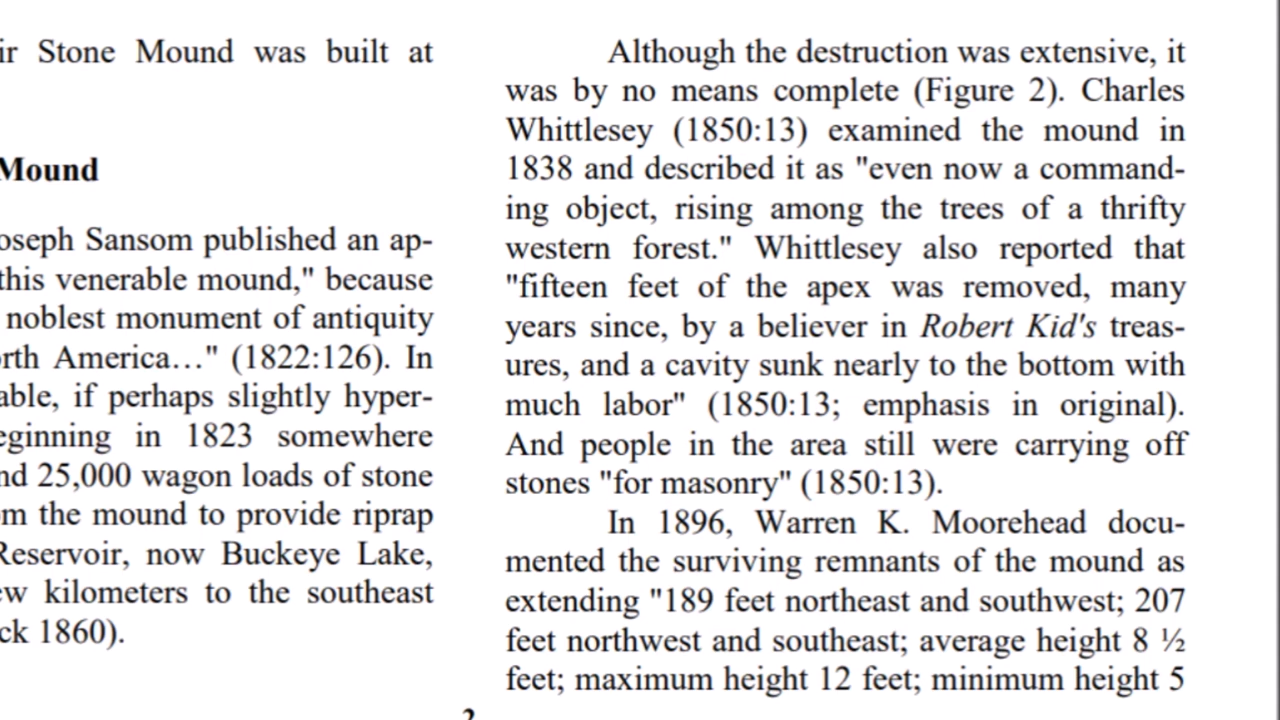 ir Stone Mound was built at
Mound
oseph Sansom published an ap-
this venerable mound," because
noblest monument of antiquity
orth America…" (1822:126). In
able, if perhaps slightly hyper-
eginning in 1823 somewhere
nd 25,000 wagon loads of stone
om the mound to provide riprap
Reservoir, now Buckeye Lake,
ew kilometers to the southeast
ck 1860).
Although the destruction was extensive, it
was by no means complete (Figure 2). Charles
Whittlesey (1850:13) examined the mound in
1838 and described it as "even now a command-
ing object, rising among the trees of a thrifty
western forest." Whittlesey also reported that
"fifteen feet of the apex was removed, many
years since, by a believer in Robert Kid's treas-
ures, and a cavity sunk nearly to the bottom with
much labor" (1850:13; emphasis in original).
And people in the area still were carrying off
stones "for masonry" (1850:13).
In 1896, Warren K. Moorehead docu-
mented the surviving remnants of the mound as
extending "189 feet northeast and southwest; 207
feet northwest and southeast; average height 8 ½
feet; maximum height 12 feet; minimum height 5
2